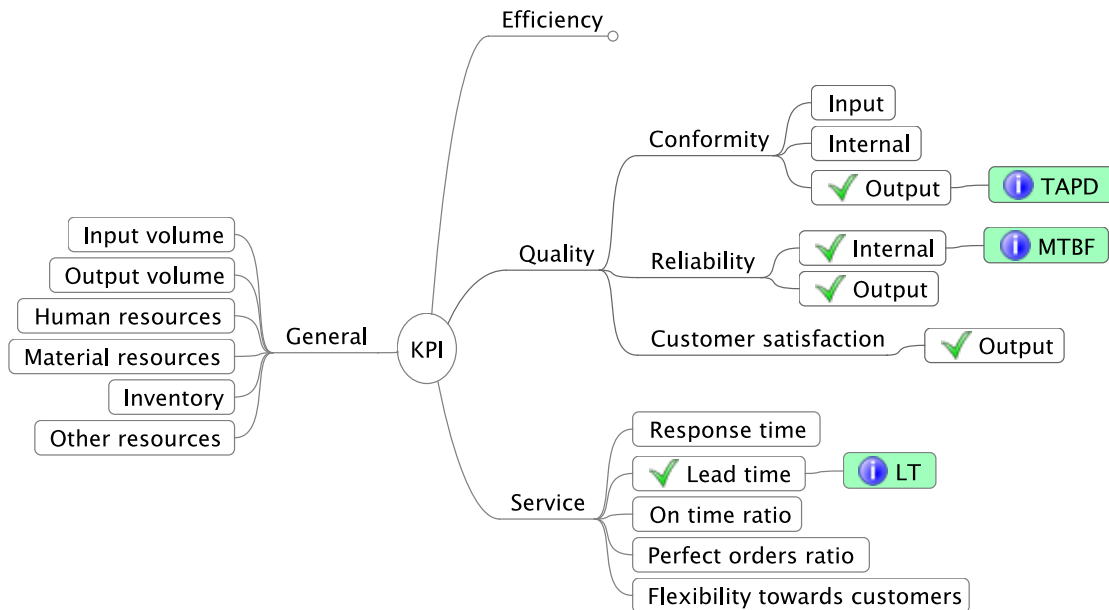 Efficiency
Input
Conformity
Internal
Output
TAPD
Input volume
Output volume
Human resources
Material resources
Inventory
Other resources
General
KPI
Quality
Reliability
Internal
MTBF
Output
Customer satisfaction
Output
Response time
Lead time
LT
Service
On time ratio
Perfect orders ratio
Flexibility towards customers